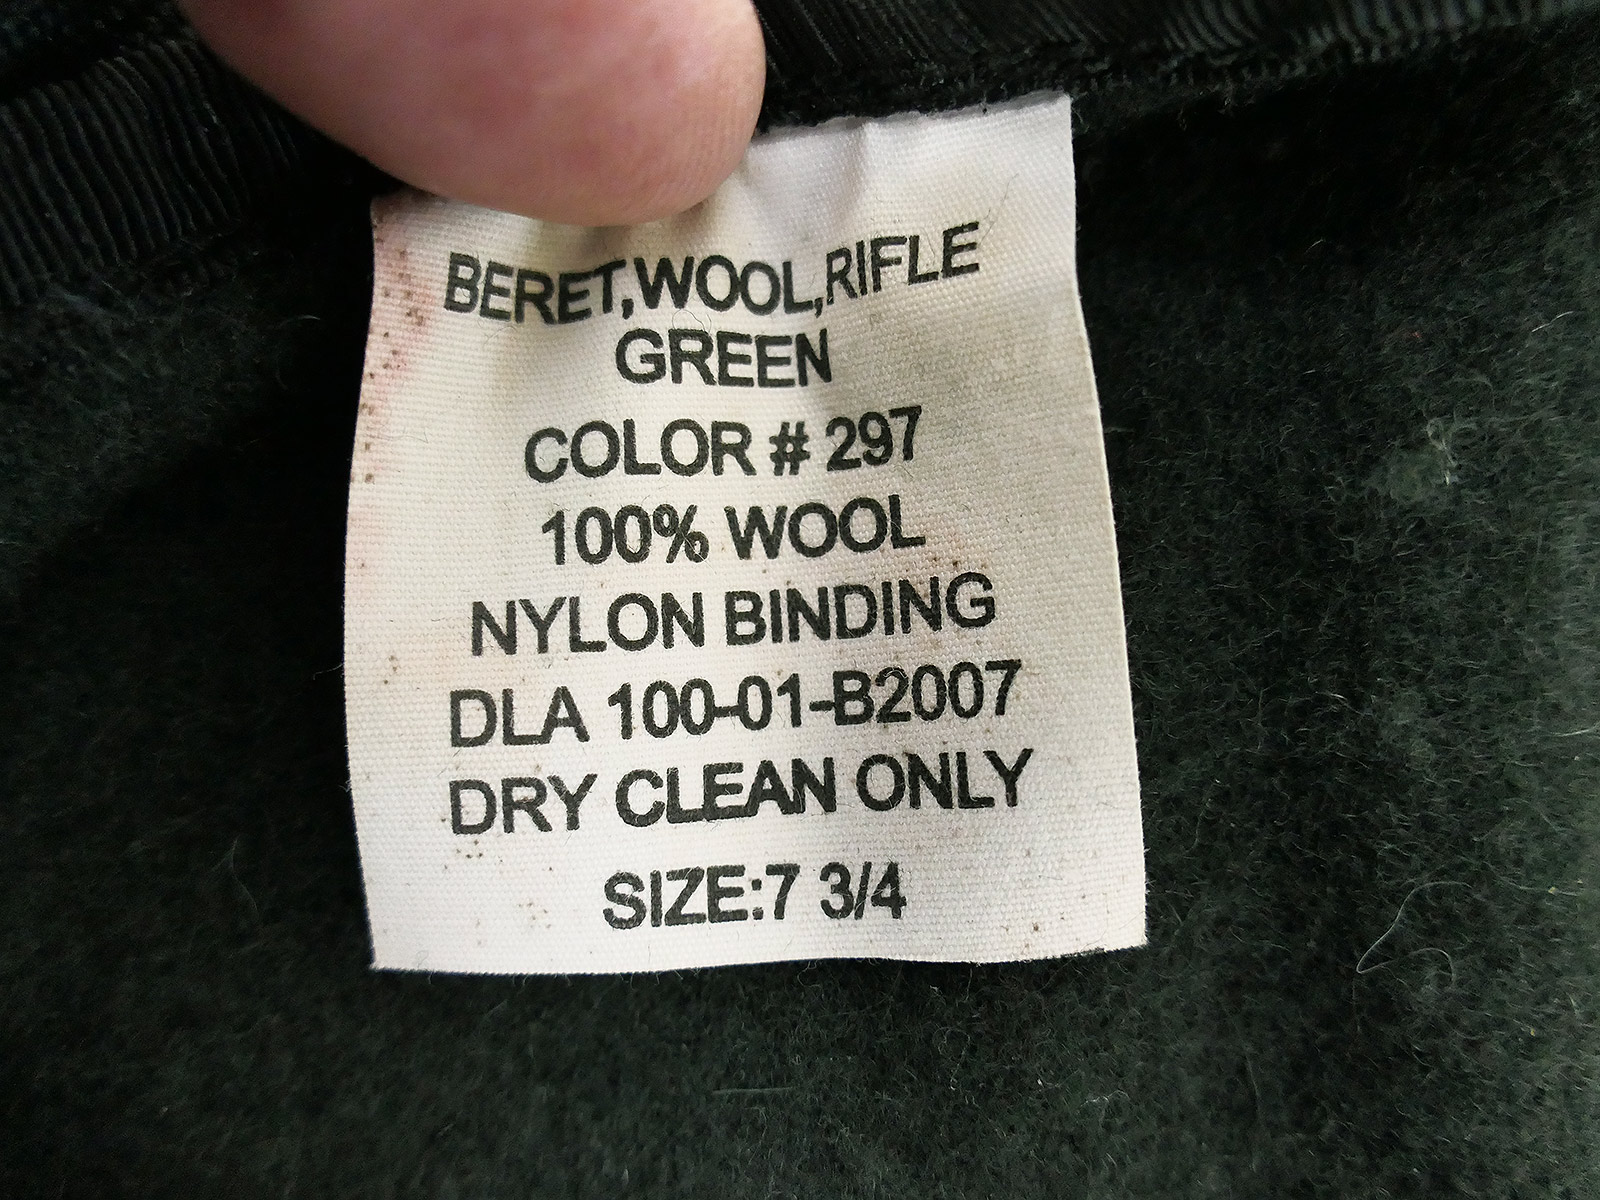 BERET,WOOL,RIFLE
GREEN
COLOR # 297
100% WOOL
NYLON BINDING
DLA 100-01-B2007
DRY CLEAN ONLY
SIZE:7 3/4